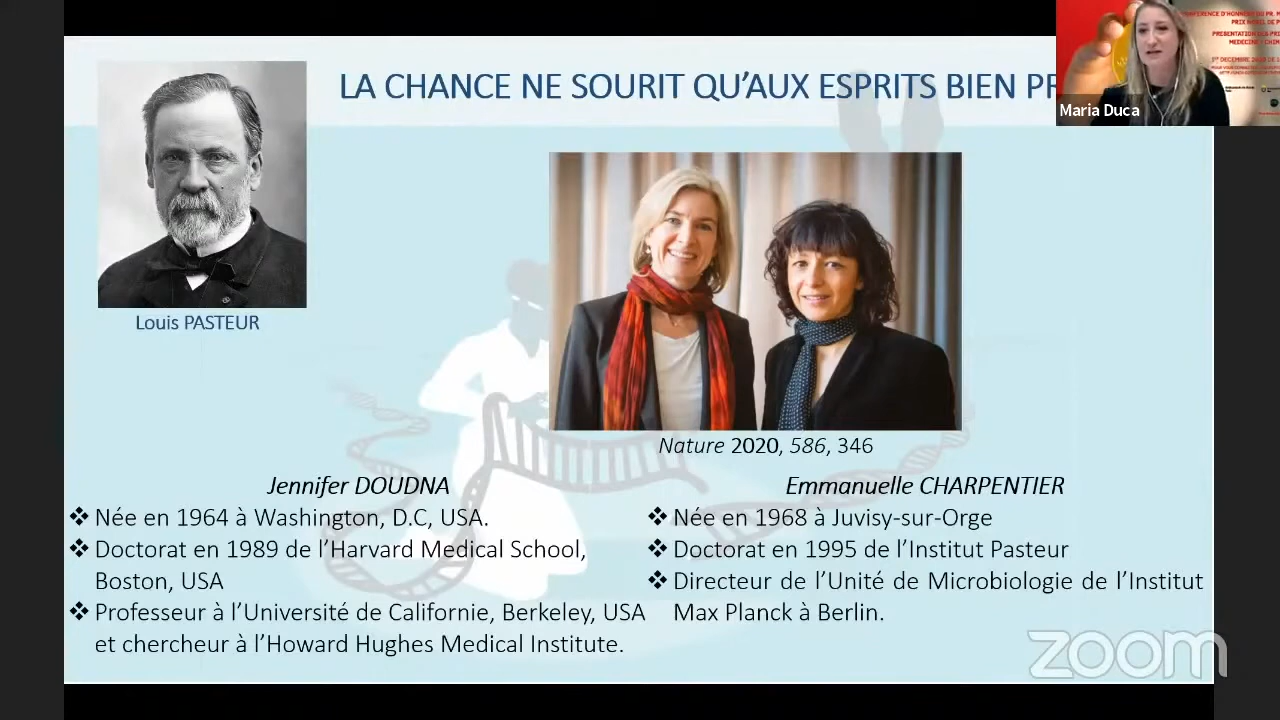 LA CHANCE NE SOURIT QU'AUX ESPRITS BIEN
Maria Duca
Louis PASTEUR
Nature 2020, 586, 346
Jennifer DOUDNA
❖ Née en 1964 à Washington, D.C, USA.
❖ Doctorat en 1989 de l'Harvard Medical School,
Boston, USA
❖ Professeur à l'Université de Californie, Berkeley, USA
et chercheur à l'Howard Hughes Medical Institute.
Emmanuelle CHARPENTIER
❖ Née en 1968 à Juvisy-sur-Orge
❖ Doctorat en 1995 de l'Institut Pasteur
❖ Directeur de l'Unité de Microbiologie de l'Institut
Max Planck à Berlin.
zoom